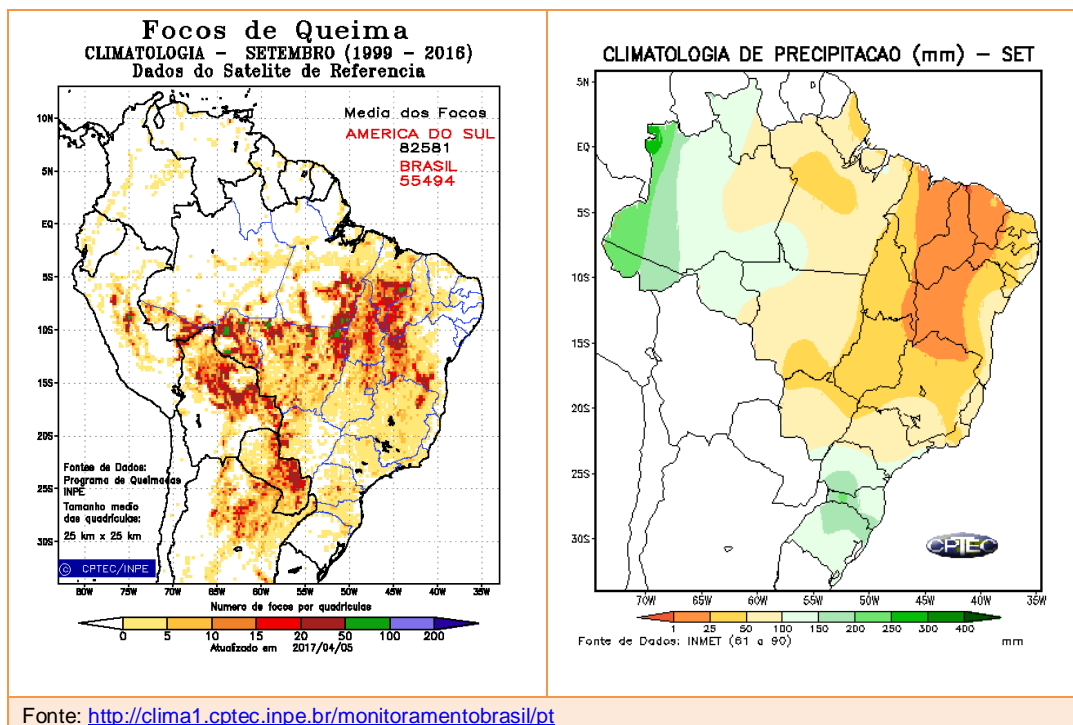 Focos de Queima
CLIMATOLOGIA - SETEMBRO (1999 - 2016)
Dados do Satelite de Referencia
Media dos Focos
AMERICA DO SUL
82581
BRASIL
55494
10N
5N
EQ
5S
10S
15S
20S
25S
30S
Fontes de Dados:
Programa de Queimadas
INPE
Tamanho medio
das quadrículas:
25 km x 25 km
© CPTEC/INPE
80W 75W 70W 65W 60W 55W 50W 45W 40W 35W
Numero de focos por quadrículas
0 5 10 15 20 50 100 200
Atualizado em 2017/04/05
CLIMATOLOGIA DE PRECIPITACAO (mm) - SET
5N
EQ
5S
10S
15S
20S
25S
30S
CPTEC
70W 65W 60W 55W 50W 45W 40W 35W
1 25 50 100 150 200 250 300 400
Fonte de Dados: INMET (61 a 90) mm
Fonte: http://clima1.cptec.inpe.br/monitoramentobrasil/pt